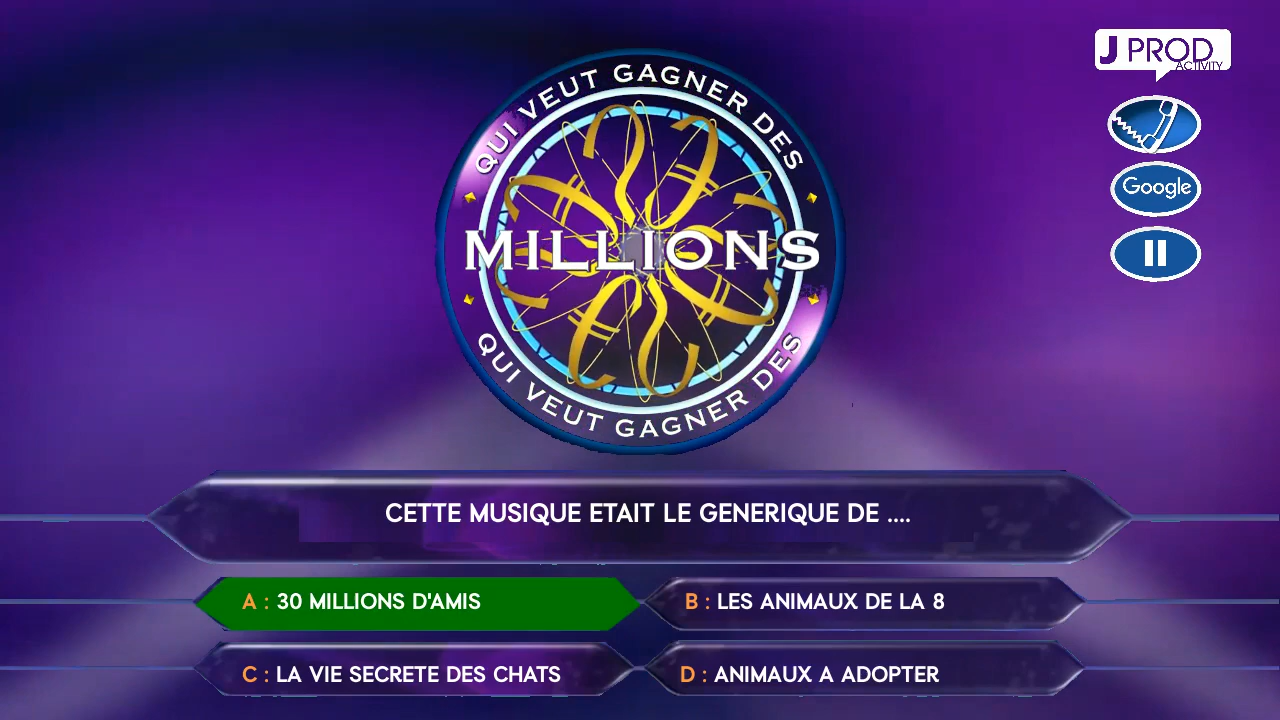 J PROD
ACTIVITY
QUI VEUT GAGNER DES
Google
MILLIONS
QUI VEUT GAGNER DES
CETTE MUSIQUE ETAIT LE GENERIQUE DE ....
A : 30 MILLIONS D'AMIS
B : LES ANIMAUX DE LA 8
C : LA VIE SECRETE DES CHATS
D : ANIMAUX A ADOPTER